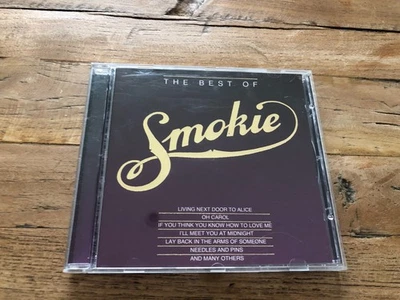 THE BEST OF
Smokie
LIVING NEXT DOOR TO ALICE
OH CAROL
IF YOU THINK YOU KNOW HOW TO LOVE ME
I'LL MEET YOU AT MIDNIGHT
LAY BACK IN THE ARMS OF SOMEONE
NEEDLES AND PINS
AND MANY OTHERS